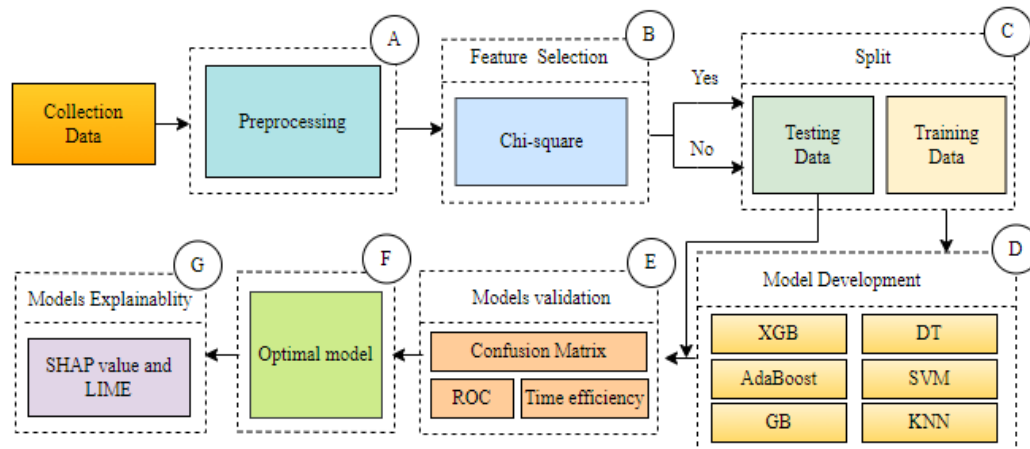 A
B
C
Feature Selection
Split
Yes
No
Collection
Data
Preprocessing
Chi-square
Testing
Data
Training
Data
G
F
E
D
Models Explainablity
Models validation
Model Development
SHAP value and
LIME
Optimal model
Confusion Matrix
ROC
Time efficiency
XGB
DT
AdaBoost
SVM
GB
KNN